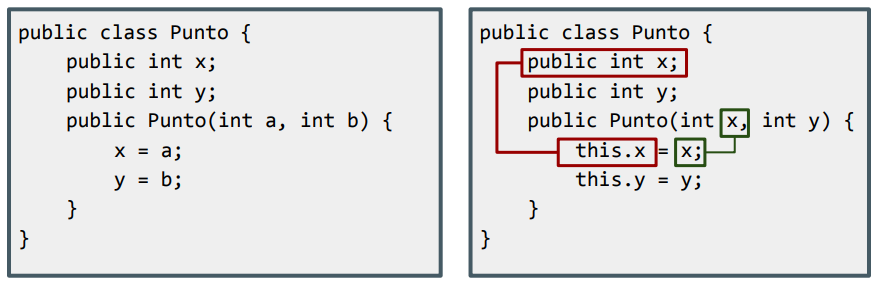 public class Punto {
    public int x;
    public int y;
    public Punto(int a, int b) {
        x = a;
        y = b;
    }
}
public class Punto {
    public int x;
    public int y;
    public Punto(int x, int y) {
        this.x = x;
        this.y = y;
    }
}